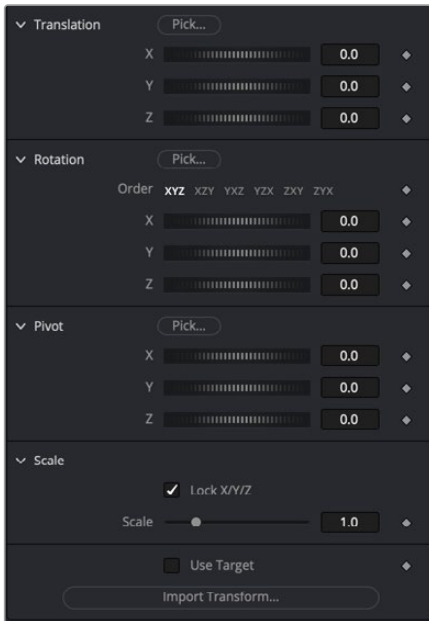 Translation Pick...
X 0.0
Y 0.0
Z 0.0
Rotation Pick...
Order XYZ XZY YXZ YZX ZXY ZYX
X 0.0
Y 0.0
Z 0.0
Pivot Pick...
X 0.0
Y 0.0
Z 0.0
Scale
Lock X/Y/Z
Scale 1.0
Use Target
Import Transform...